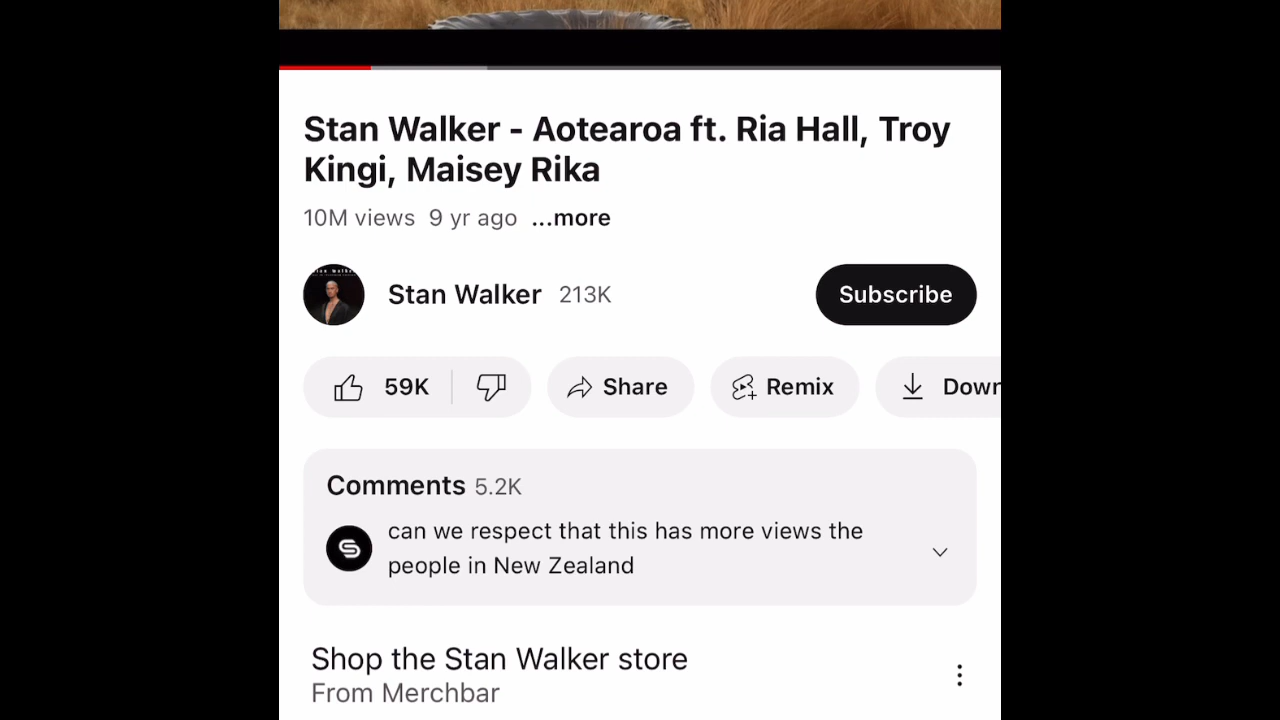 Stan Walker - Aotearoa ft. Ria Hall, Troy
Kingi, Maisey Rika
10M views 9 yr ago ...more
Stan Walker 213K
Subscribe
59K
Share
Remix
Down
Comments 5.2K
can we respect that this has more views the
people in New Zealand
Shop the Stan Walker store
From Merchbar